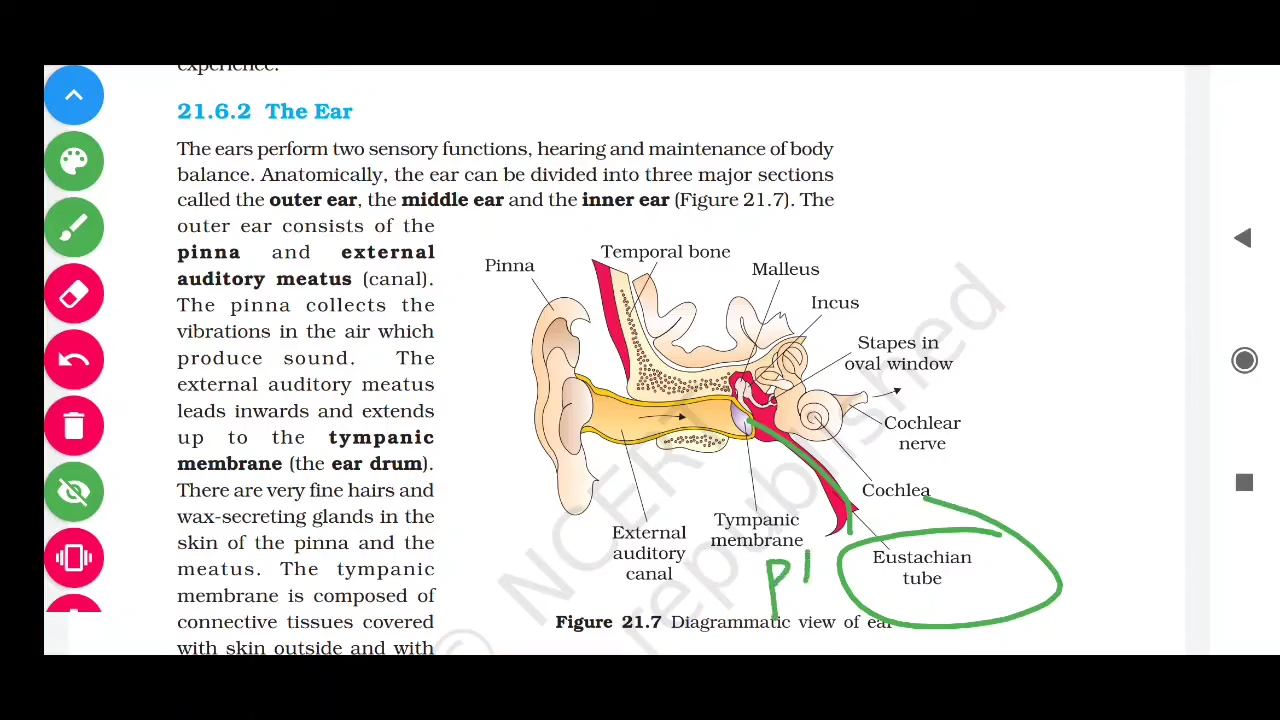 experience.
21.6.2 The Ear
The ears perform two sensory functions, hearing and maintenance of body
balance. Anatomically, the ear can be divided into three major sections
called the outer ear, the middle ear and the inner ear (Figure 21.7). The
outer ear consists of the
pinna and external
auditory meatus (canal).
The pinna collects the
vibrations in the air which
produce sound. The
external auditory meatus
leads inwards and extends
up to the tympanic
membrane (the ear drum).
There are very fine hairs and
wax-secreting glands in the
skin of the pinna and the
meatus. The tympanic
membrane is composed of
connective tissues covered
with skin outside and with
Pinna
Temporal bone
Malleus
Incus
Stapes in
oval window
Cochlear
nerve
Cochlea
Eustachian
tube
Tympanic
membrane
External
auditory
canal
P'
Figure 21.7 Diagrammatic view of ear
© NCERT
republished